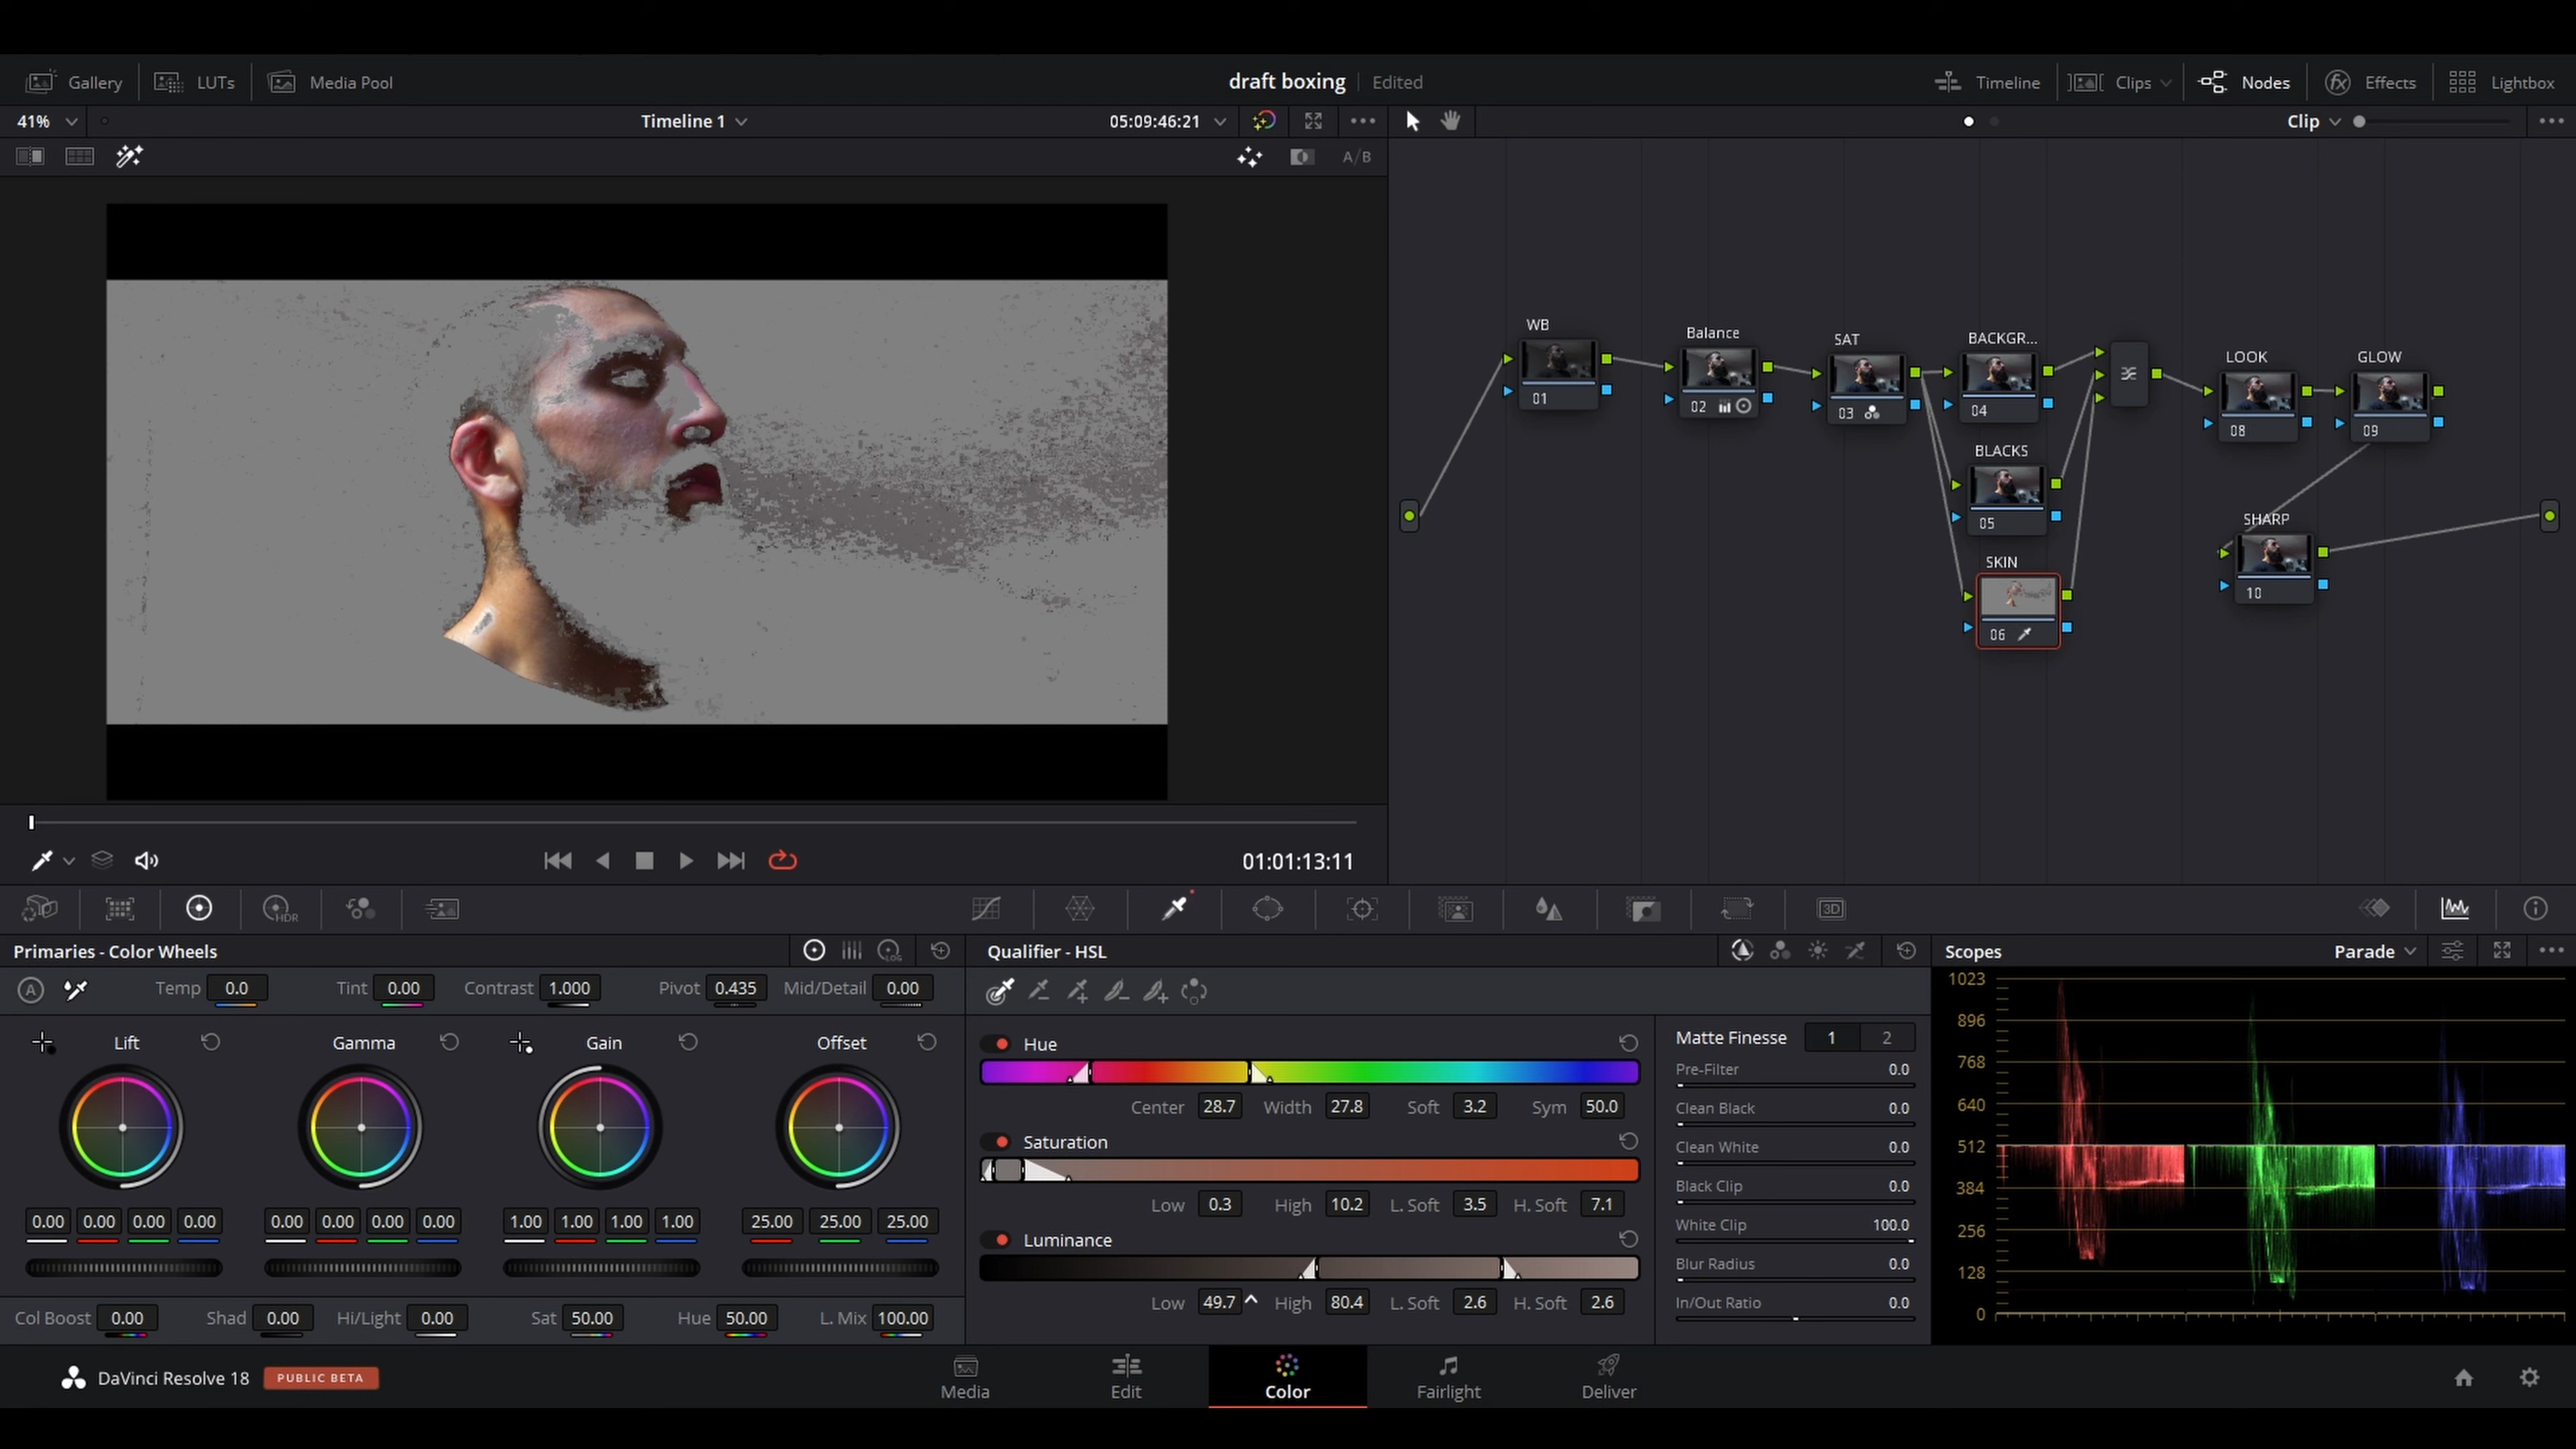 Gallery LUTs Media Pool draft boxing Edited Timeline Clips Nodes Effects Lightbox
41% Timeline 1 05:09:46:21 Clip
A/B
WB
01
Balance
02
SAT
03
BACKGR...
04
BLACKS
05
SKIN
06
LOOK
08
GLOW
09
SHARP
10
01:01:13:11
HDR 3D
Primaries - Color Wheels LOG
A Temp 0.0 Tint 0.00 Contrast 1.000 Pivot 0.435 Mid/Detail 0.00
Lift Gamma Gain Offset
0.00 0.00 0.00 0.00 0.00 0.00 0.00 0.00 1.00 1.00 1.00 1.00 25.00 25.00 25.00
Col Boost 0.00 Shad 0.00 Hi/Light 0.00 Sat 50.00 Hue 50.00 L. Mix 100.00
Qualifier - HSL
Hue
Center 28.7 Width 27.8 Soft 3.2 Sym 50.0
Saturation
Low 0.3 High 10.2 L. Soft 3.5 H. Soft 7.1
Luminance
Low 49.7 High 80.4 L. Soft 2.6 H. Soft 2.6
Matte Finesse 1 2
Pre-Filter 0.0
Clean Black 0.0
Clean White 0.0
Black Clip 0.0
White Clip 100.0
Blur Radius 0.0
In/Out Ratio 0.0
Scopes Parade
1023
896
768
640
512
384
256
128
0
DaVinci Resolve 18 PUBLIC BETA Media Edit Color Fairlight Deliver